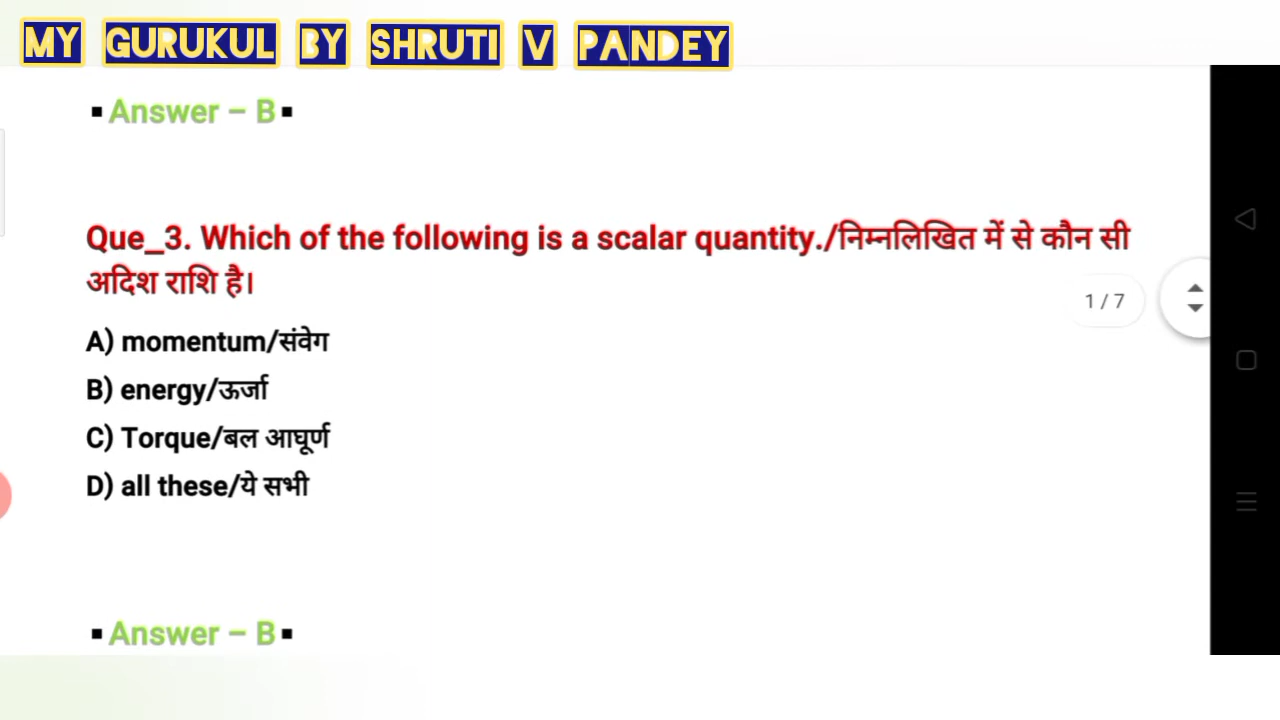 MY GURUKUL BY SHRUTI V PANDEY
▪Answer – B▪
Que_3. Which of the following is a scalar quantity./निम्नलिखित में से कौन सी
अदिश राशि है।
1 / 7
A) momentum/संवेग
B) energy/ऊर्जा
C) Torque/बल आघूर्ण
D) all these/ये सभी
▪Answer – B▪